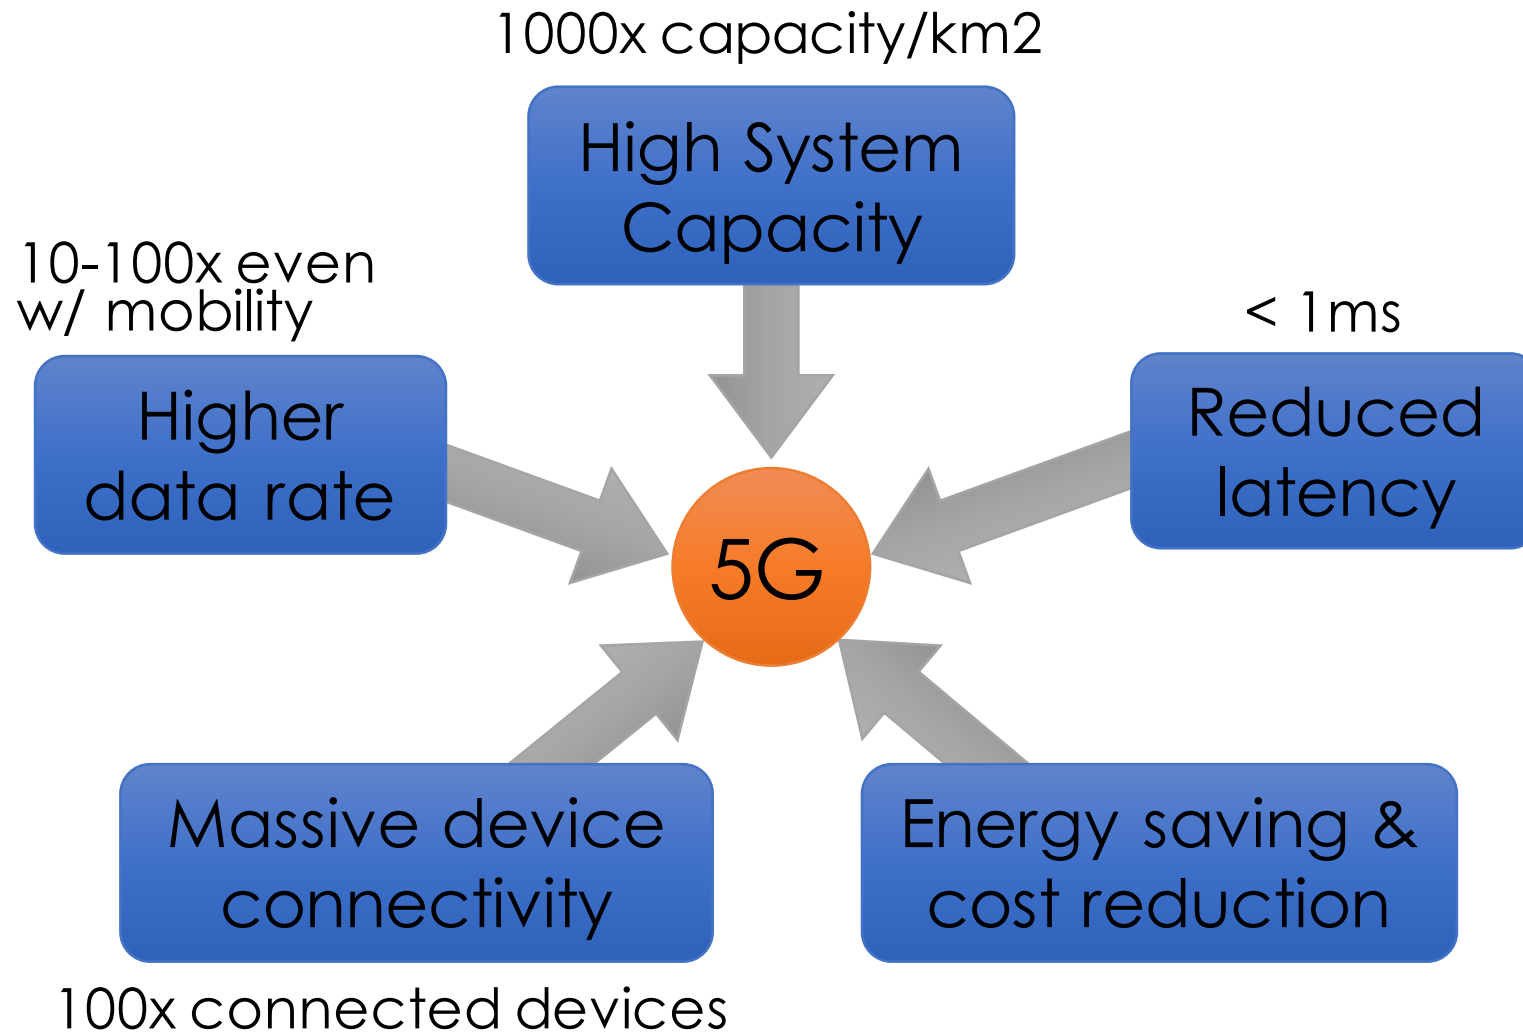 1000x capacity/km2
High System
Capacity
10-100x even
w/ mobility
Higher
data rate
< 1ms
Reduced
latency
5G
Massive device
connectivity
100x connected devices
Energy saving &
cost reduction